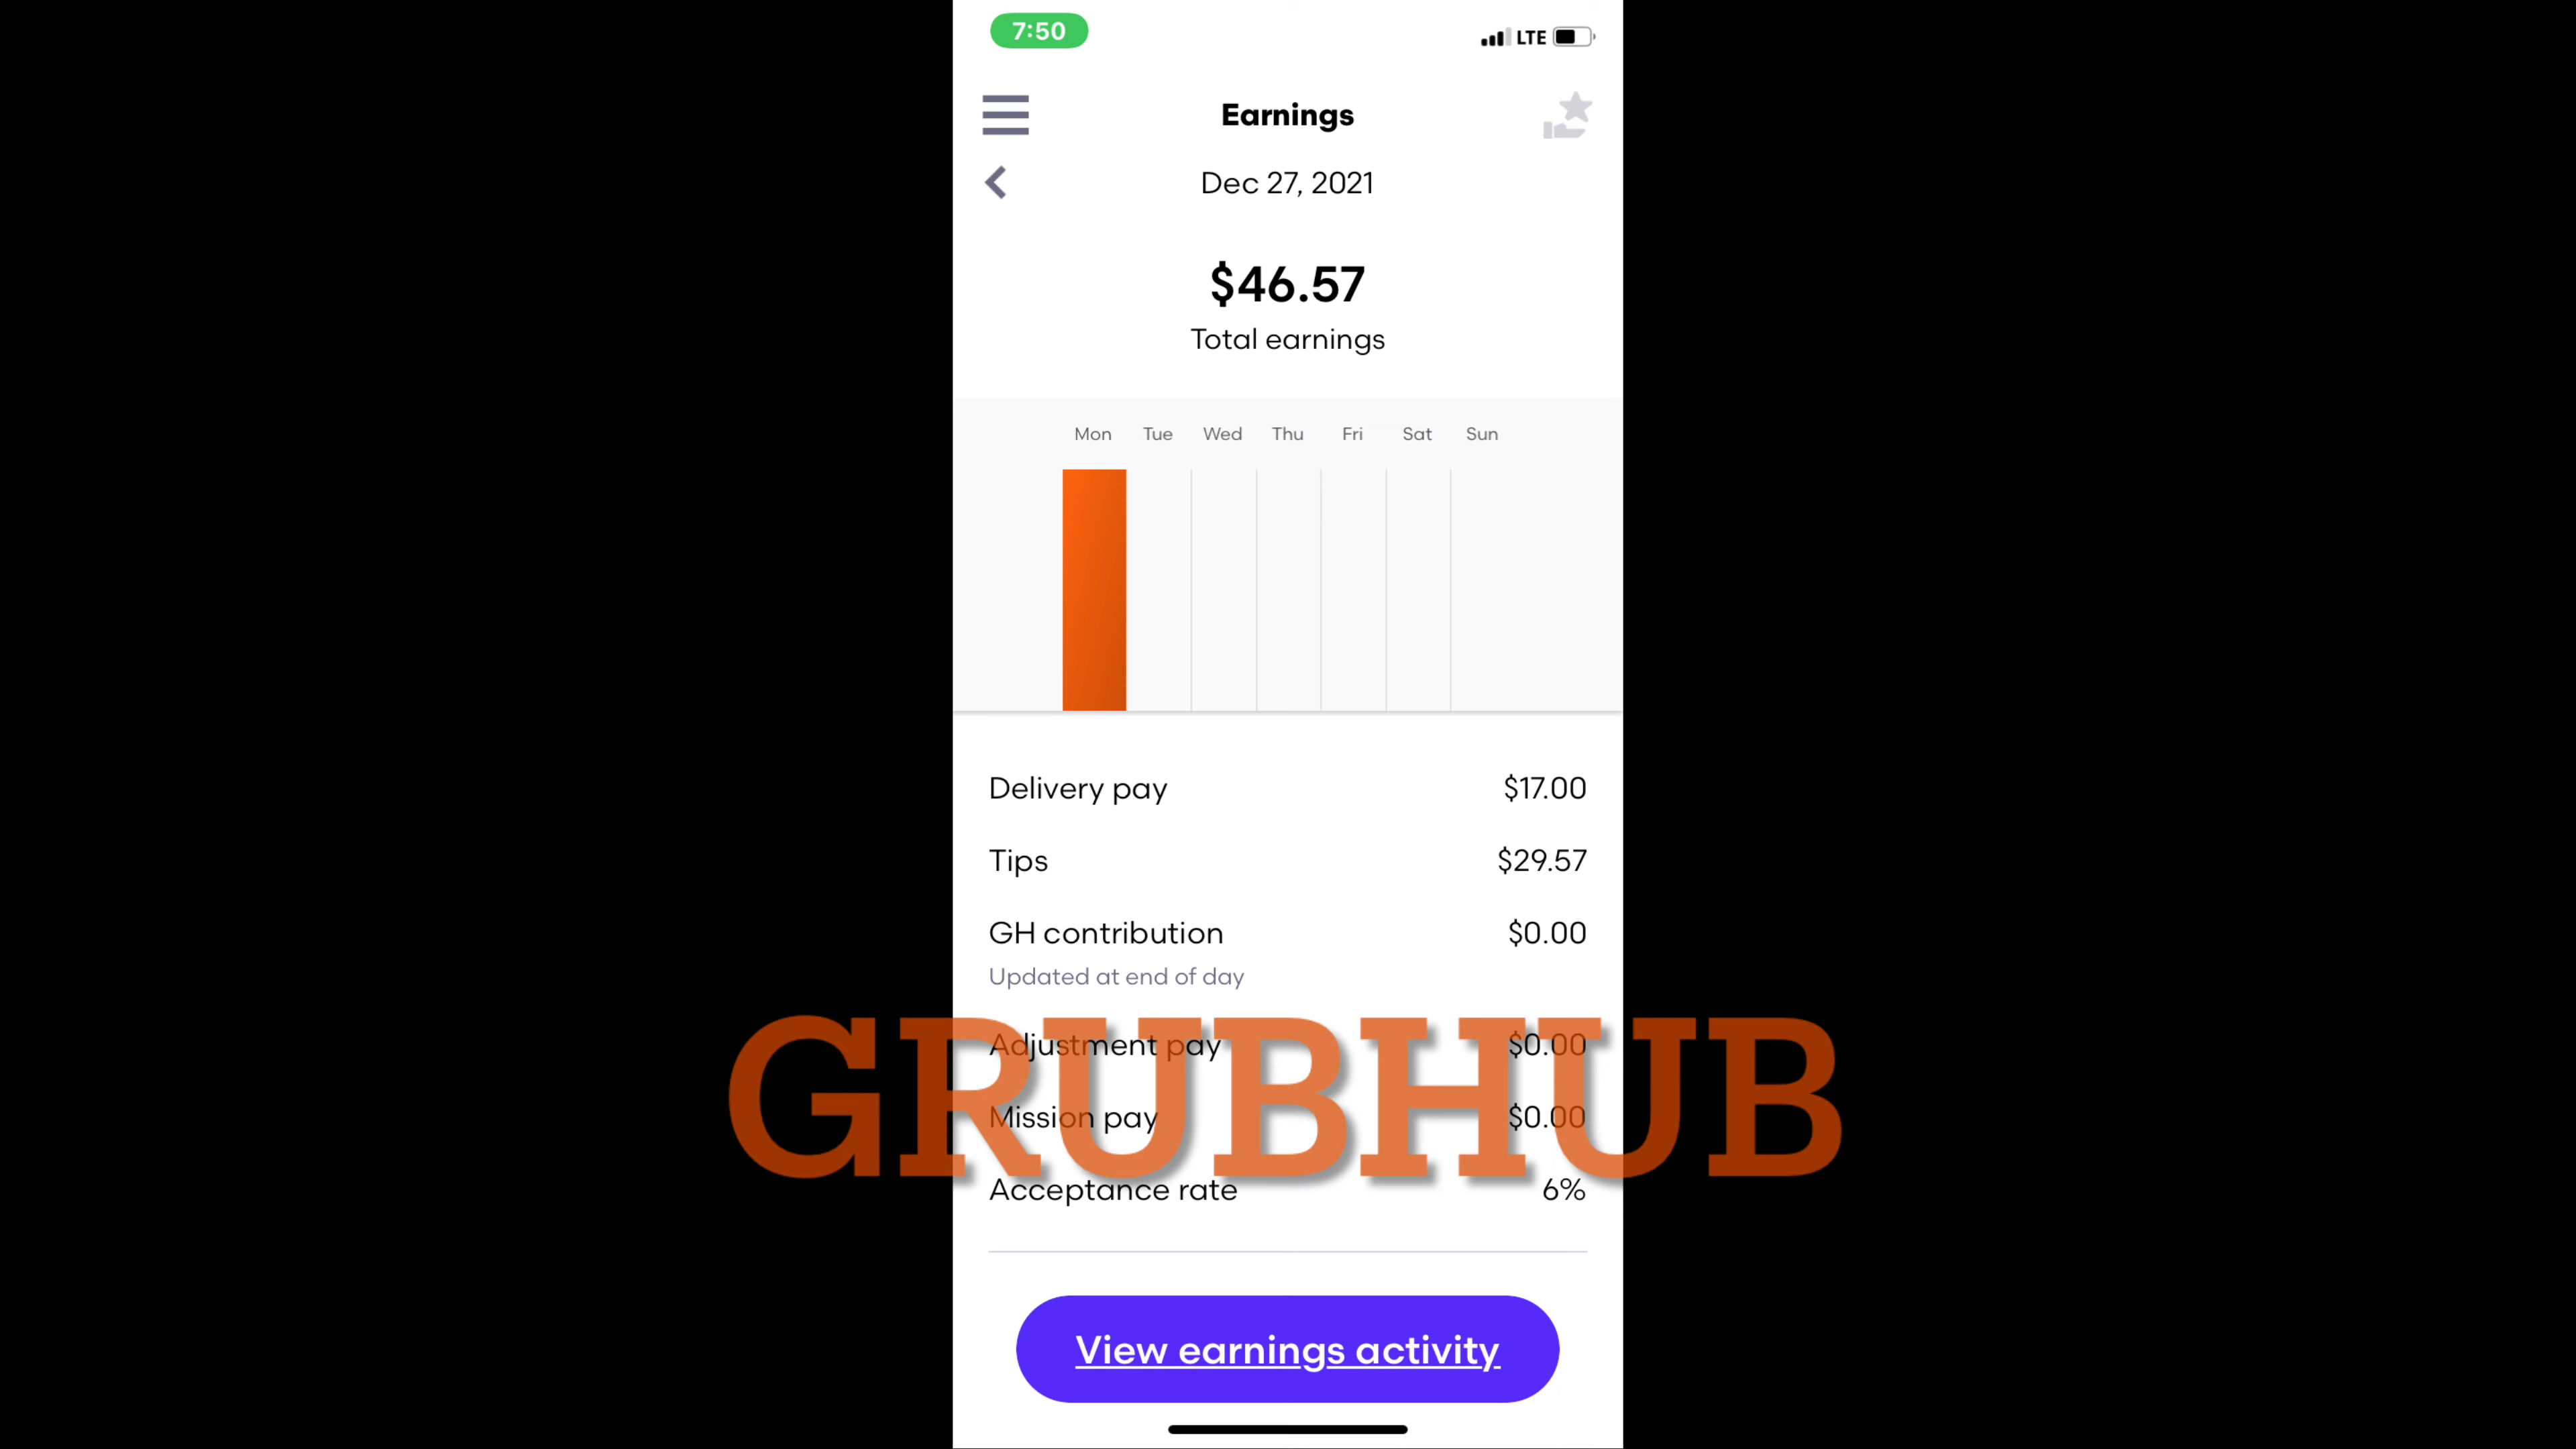 7:50 LTE
Earnings
Dec 27, 2021
$46.57
Total earnings
Mon Tue Wed Thu Fri Sat Sun
Delivery pay $17.00
Tips $29.57
GH contribution $0.00
Updated at end of day
Adjustment pay $0.00
GRUBHUB
Mission pay $0.00
Acceptance rate 6%
View earnings activity